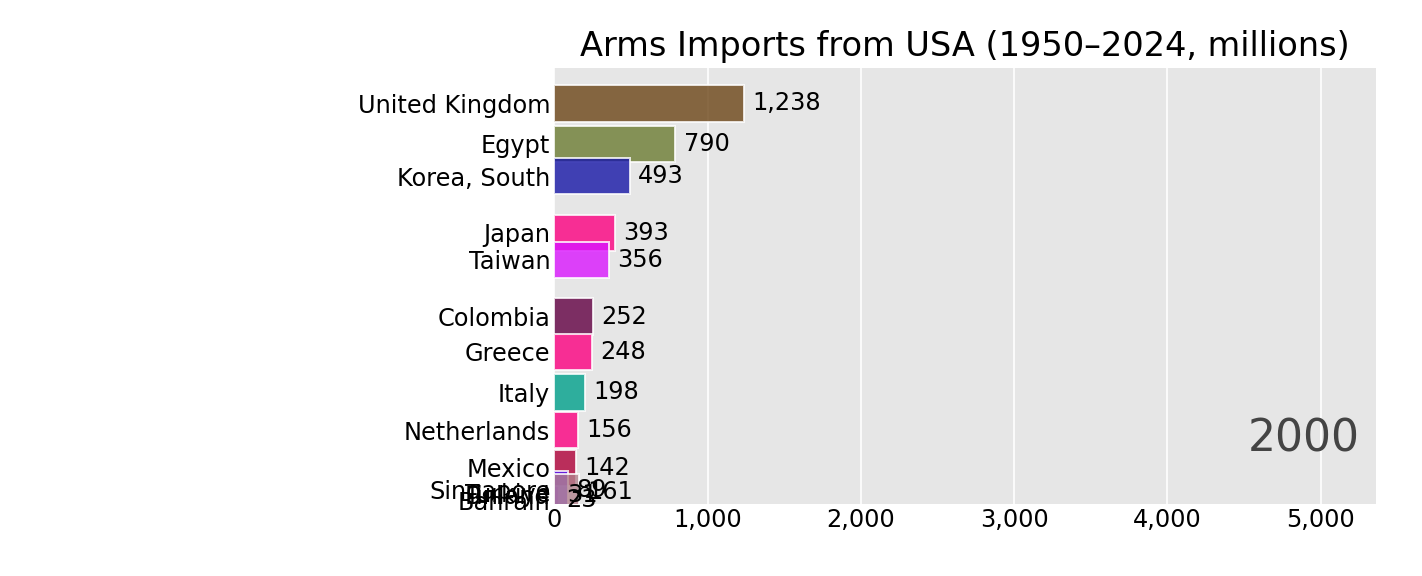 Arms Imports from USA (1950–2024, millions)
United Kingdom 1,238
Egypt 790
Korea, South 493
Japan 393
Taiwan 356
Colombia 252
Greece 248
Italy 198
Netherlands 156
2000
Mexico 142
Singapore 161
Bahrain
0 1,000 2,000 3,000 4,000 5,000